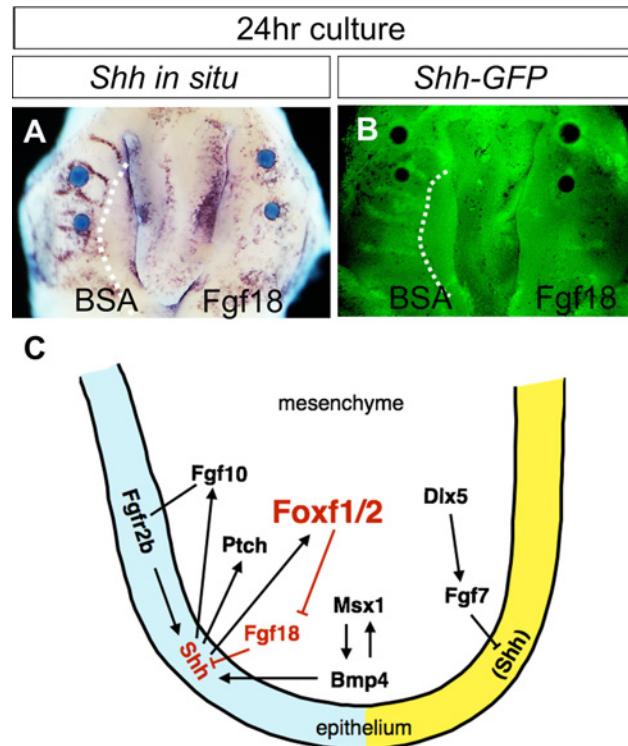 24hr culture
Shh in situ
Shh-GFP
A
B
BSA
Fgf18
BSA
Fgf18
C
mesenchyme
Fgfr2b
Fgf10
Foxf1/2
Dlx5
Ptch
Msx1
Fgf7
Fgf18
Shh
Bmp4
(Shh)
epithelium